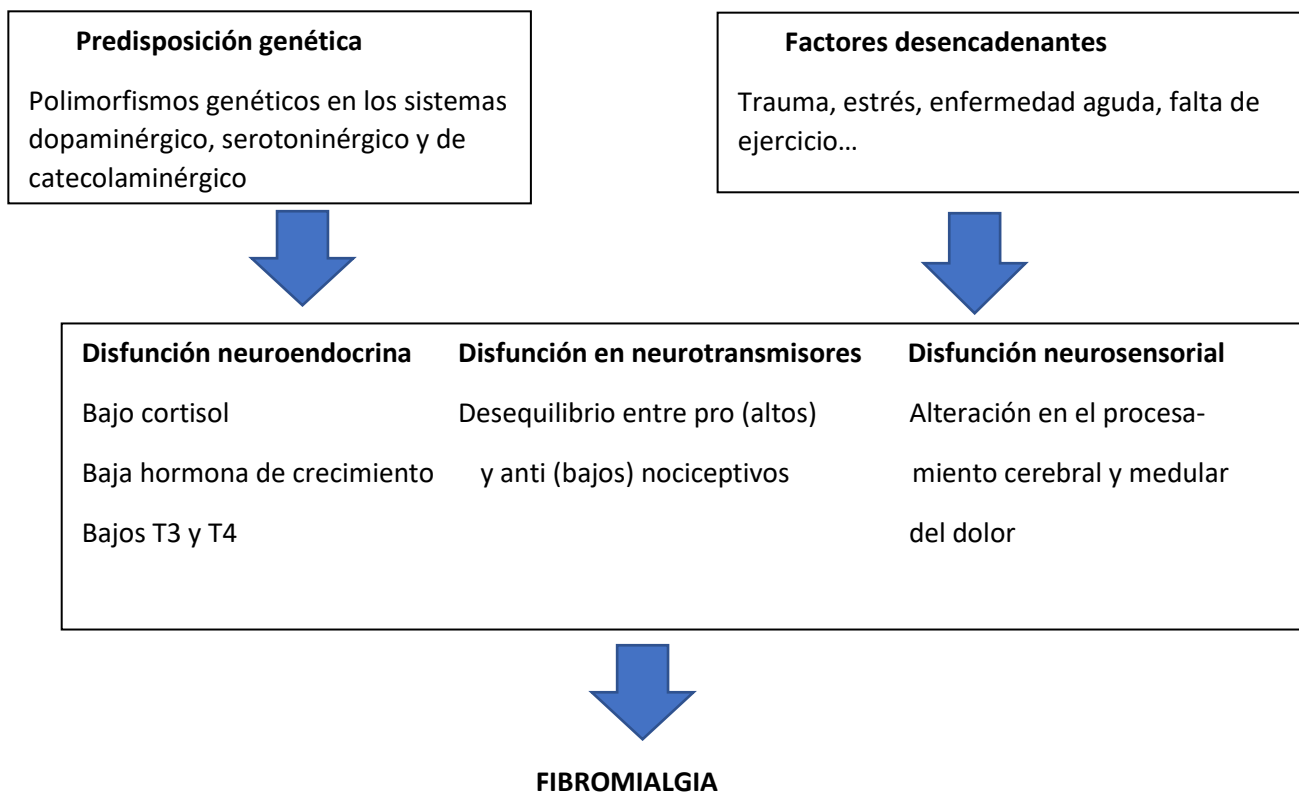 Predisposición genética
Polimorfismos genéticos en los sistemas
dopaminérgico, serotoninérgico y de
catecolaminérgico
Factores desencadenantes
Trauma, estrés, enfermedad aguda, falta de
ejercicio…
Disfunción neuroendocrina
Bajo cortisol
Baja hormona de crecimiento
Bajos T3 y T4
Disfunción en neurotransmisores
Desequilibrio entre pro (altos)
y anti (bajos) nociceptivos
Disfunción neurosensorial
Alteración en el procesa-
miento cerebral y medular
del dolor
FIBROMIALGIA